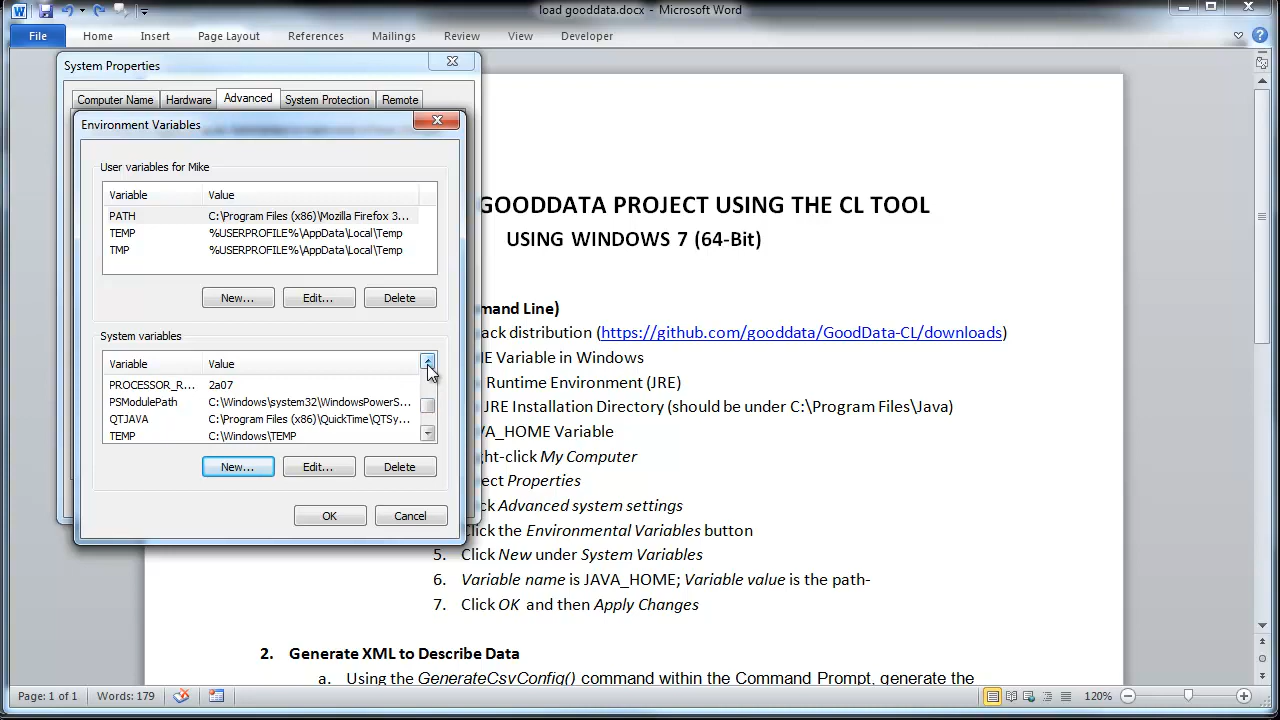 load gooddata.docx - Microsoft Word
File Home Insert Page Layout References Mailings Review View Developer
System Properties
Computer Name Hardware Advanced System Protection Remote
Environment Variables
User variables for Mike
Variable Value
PATH C:\Program Files (x86)\Mozilla Firefox 3...
TEMP %USERPROFILE%\AppData\Local\Temp
TMP %USERPROFILE%\AppData\Local\Temp
New... Edit... Delete
System variables
Variable Value
PROCESSOR_R... 2a07
PSModulePath C:\Windows\system32\WindowsPowerS...
QTJAVA C:\Program Files (x86)\QuickTime\QTSy...
TEMP C:\Windows\TEMP
New... Edit... Delete
OK Cancel
GOODDATA PROJECT USING THE CL TOOL
USING WINDOWS 7 (64-Bit)
mand Line)
ack distribution (https://github.com/gooddata/GoodData-CL/downloads)
E Variable in Windows
Runtime Environment (JRE)
JRE Installation Directory (should be under C:\Program Files\Java)
VA_HOME Variable
ght-click My Computer
ect Properties
ck Advanced system settings
Click the Environmental Variables button
5. Click New under System Variables
6. Variable name is JAVA_HOME; Variable value is the path-
7. Click OK and then Apply Changes
2. Generate XML to Describe Data
a. Using the GenerateCsvConfig() command within the Command Prompt, generate the
Page: 1 of 1 Words: 179 120%